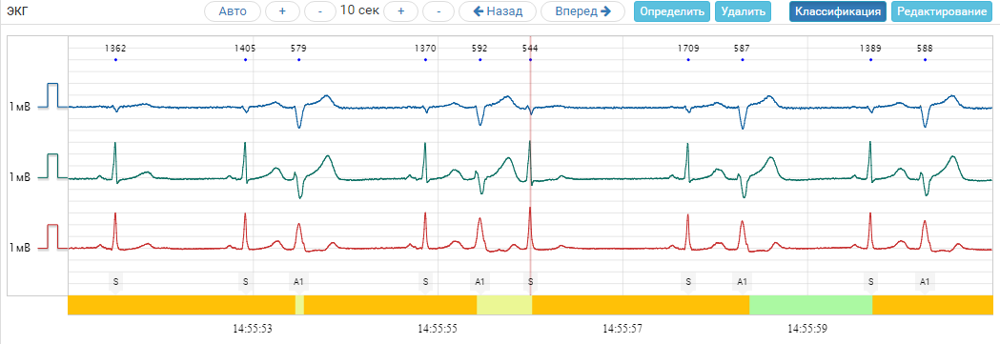 ЭКГ Авто + - 10 сек + - Назад Вперед Определить Удалить Классификация Редактирование
1362 1405 579 1370 592 544 1709 587 1389 588
1 мВ
1 мВ
1 мВ
S S A1 S A1 S S A1 S A1
14:55:53 14:55:55 14:55:57 14:55:59